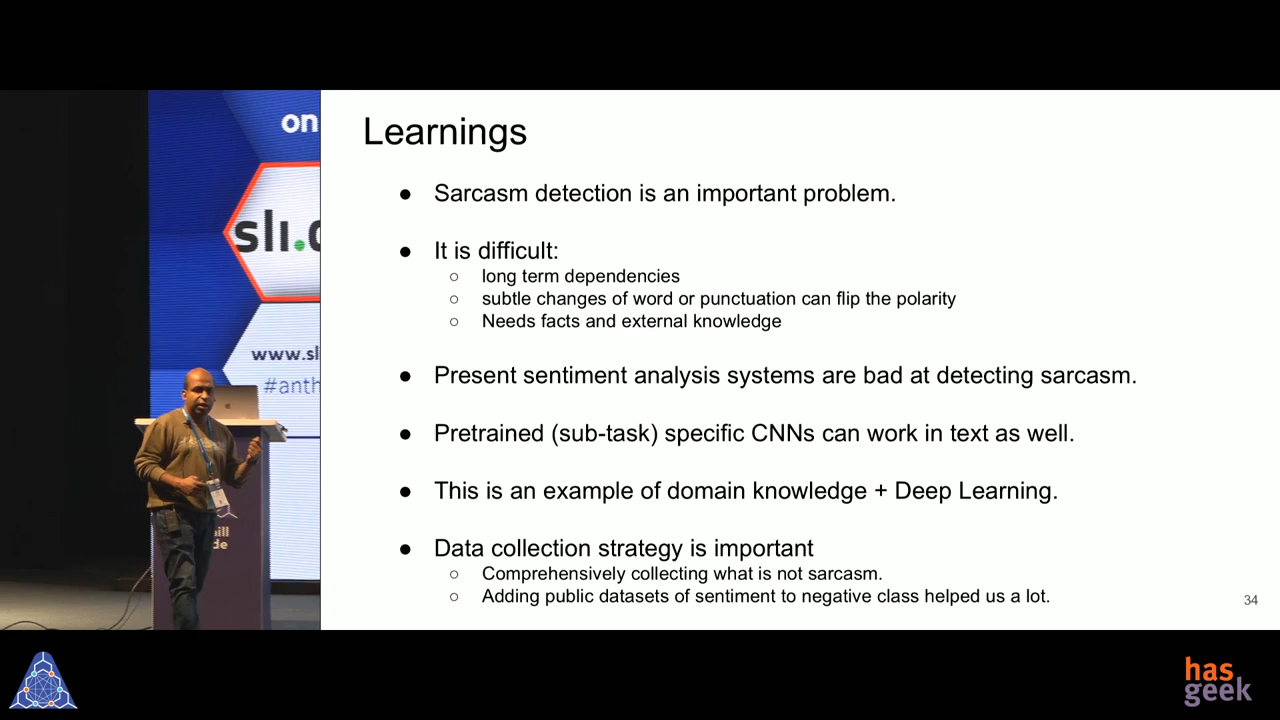 on
sli.
www.sl
#anth
Learnings
● Sarcasm detection is an important problem.
● It is difficult:
○ long term dependencies
○ subtle changes of word or punctuation can flip the polarity
○ Needs facts and external knowledge
● Present sentiment analysis systems are bad at detecting sarcasm.
● Pretrained (sub-task) specific CNNs can work in text as well.
● This is an example of domain knowledge + Deep Learning.
● Data collection strategy is important
○ Comprehensively collecting what is not sarcasm.
○ Adding public datasets of sentiment to negative class helped us a lot.
34
has
geek